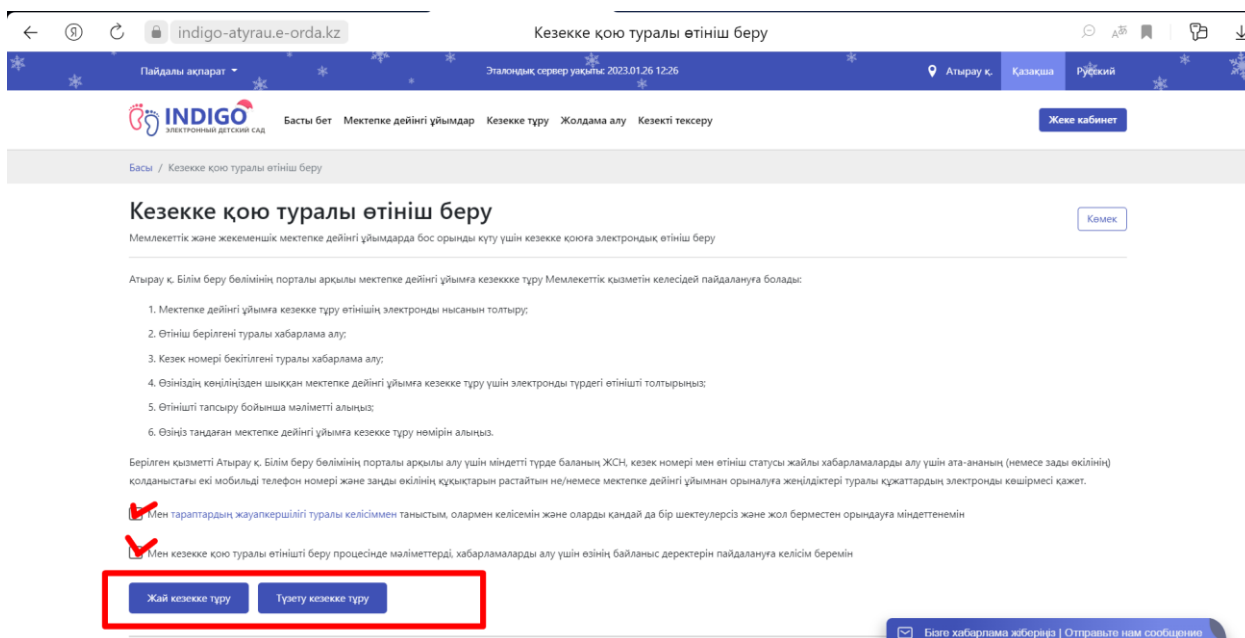 indigo-atyrau.e-orda.kz
Кезекке қою туралы өтініш беру
Пайдалы ақпарат
Эталондық сервер уақыты: 2023.01.26 12:26
Атырау қ.
Қазақша
Русский
INDIGO
ЭЛЕКТРОННЫЙ ДЕТСКИЙ САД
Басты бет Мектепке дейінгі ұйымдар Кезекке тұру Жолдама алу Кезекті тексеру
Жеке кабинет
Басы / Кезекке қою туралы өтініш беру
Кезекке қою туралы өтініш беру
Көмек
Мемлекеттік және жекеменшік мектепке дейінгі ұйымдарда бос орынды күту үшін кезекке қоюға электрондық өтініш беру
Атырау қ. Білім беру бөлімінің порталы арқылы мектепке дейінгі ұйымға кезеккке тұру Мемлекеттік қызметін келесідей пайдалануға болады:
1. Мектепке дейінгі ұйымға кезекке тұру өтінішің электронды нысанын толтыру;
2. Өтініш берілгені туралы хабарлама алу;
3. Кезек номері бекітілгені туралы хабарлама алу;
4. Өзініздің көңіліңізден шыққан мектепке дейінгі ұйымға кезекке тұру үшін электронды түрдегі өтінішті толтырыңыз;
5. Өтінішті тапсыру бойынша мәліметті алыңыз;
6. Өзіңіз таңдаған мектепке дейінгі ұйымға кезекке тұру нөмірін алыңыз.
Берілген қызметті Атырау қ. Білім беру бөлімінің порталы арқылы алу үшін міндетті түрде баланың ЖСН, кезек номері мен өтініш статусы жайлы хабарламаларды алу үшін ата-ананың (немесе зады өкілінің)
қолданыстағы екі мобильді телефон номері және заңды өкілінің құқықтарын растайтын не/немесе мектепке дейінгі ұйымнан орыналуға жеңілдіктері туралы құжаттардың электронды көшірмесі қажет.
Мен тараптардың жауапкершілігі туралы келісіммен таныстым, олармен келісемін және оларды қандай да бір шектеулерсіз және жол берместен орындауға міндеттенемін
Мен кезекке қою туралы өтінішті беру процесінде мәліметтерді, хабарламаларды алу үшін өзінің байланыс деректерін пайдалануға келісім беремін
Жай кезекке тұру
Түзету кезекке тұру
Бізге хабарлама жіберіңіз | Отправьте нам сообщение